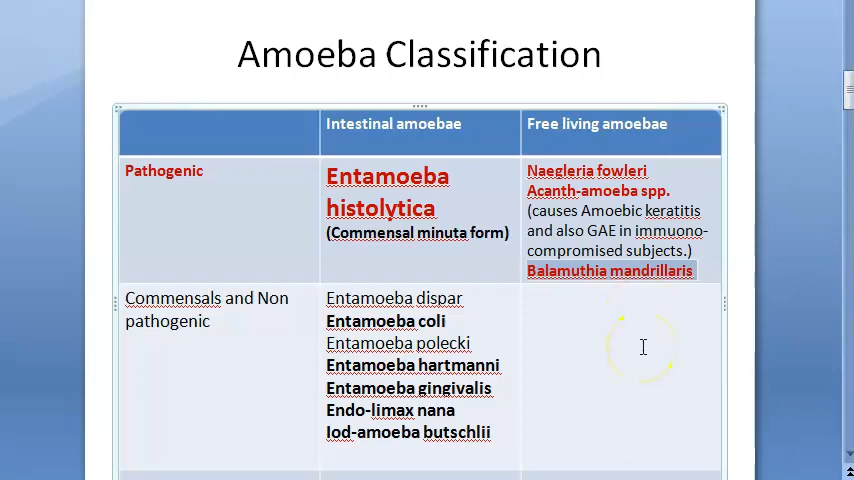 Amoeba Classification
Intestinal amoebae
Free living amoebae
Pathogenic
Entamoeba
histolytica
(Commensal minuta form)
Naegleria fowleri
Acanth-amoeba spp.
(causes Amoebic keratitis
and also GAE in immuono-
compromised subjects.)
Balamuthia mandrillaris
Commensals and Non
pathogenic
Entamoeba dispar
Entamoeba coli
Entamoeba polecki
Entamoeba hartmanni
Entamoeba gingivalis
Endo-limax nana
Iod-amoeba butschlii